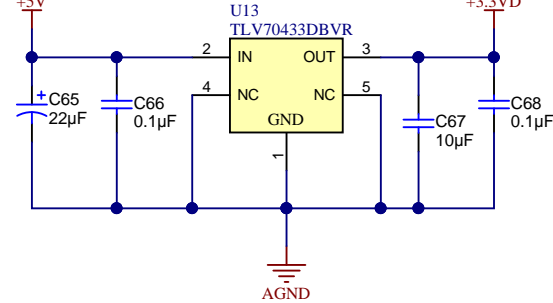 +5V
+3.3VD
U13
TLV70433DBVR
2 IN OUT 3
4 NC NC 5
GND
1
C65
22µF
C66
0.1µF
C67
10µF
C68
0.1µF
+
AGND